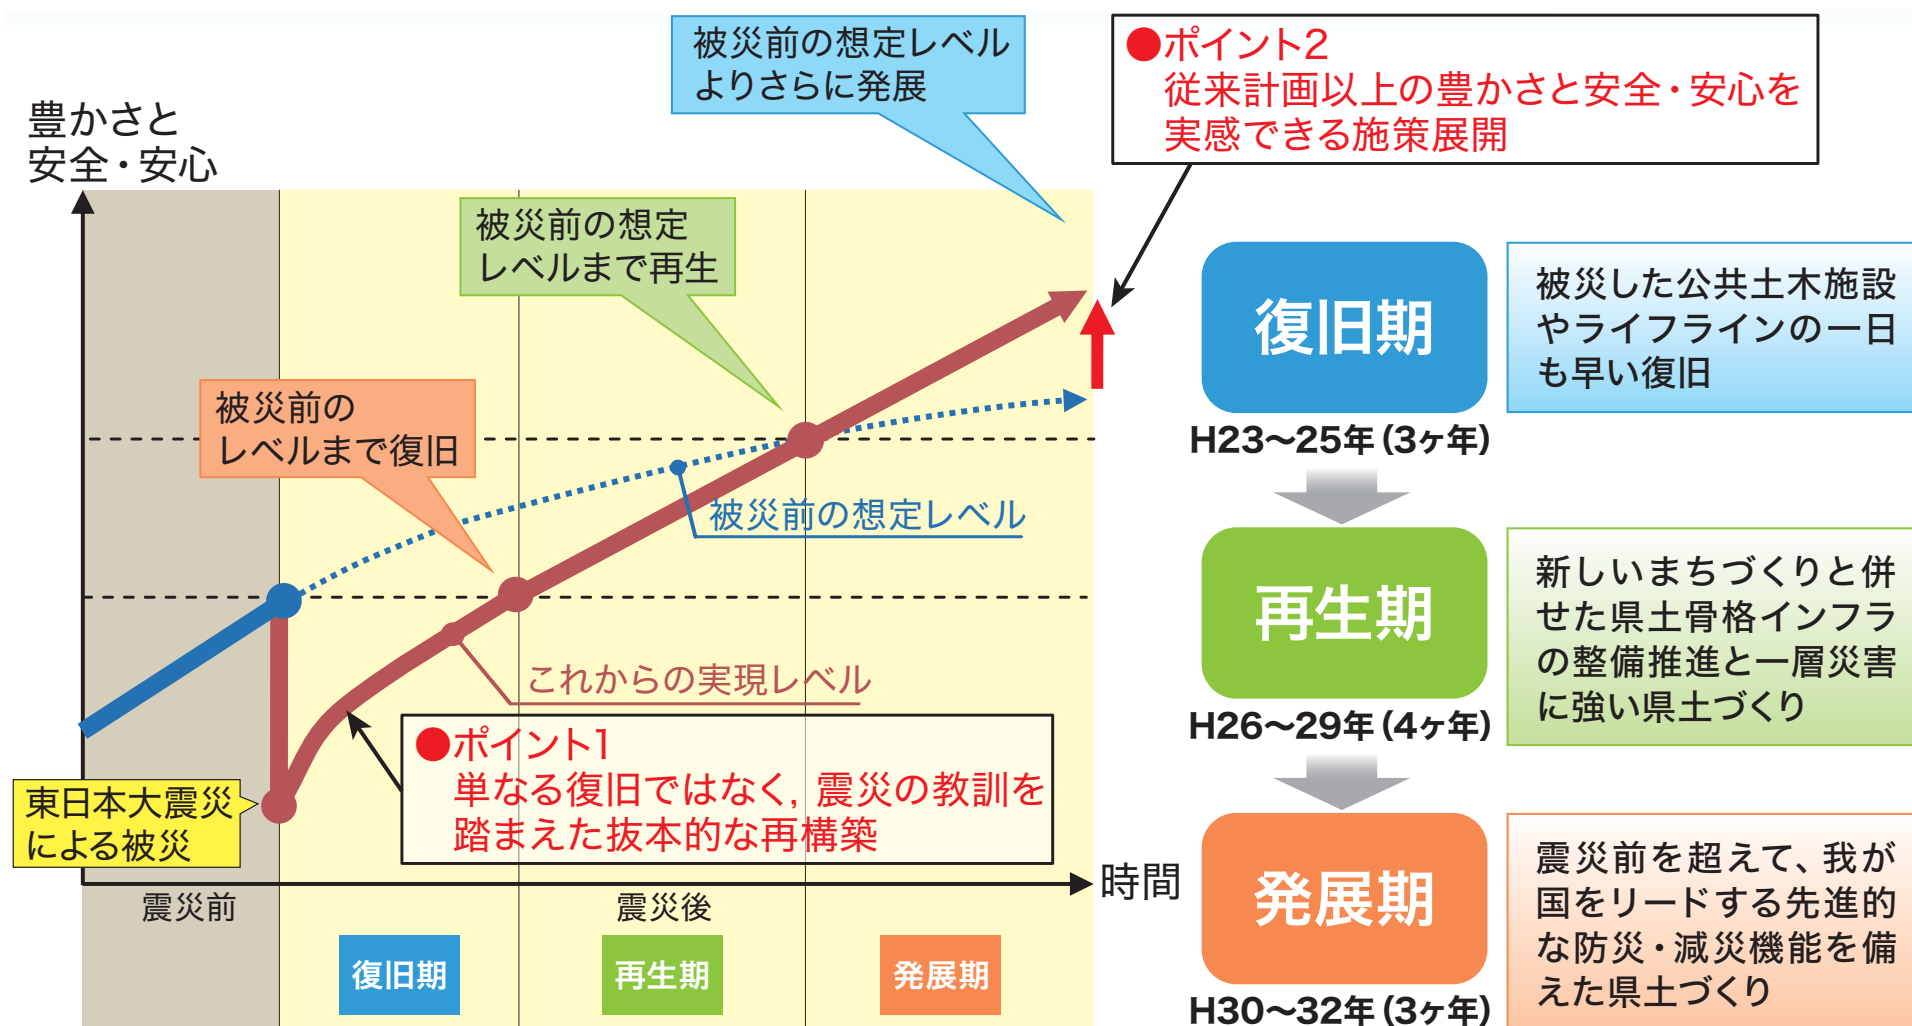 被災前の想定レベル
よりさらに発展
●ポイント2
従来計画以上の豊かさと安全・安心を
実感できる施策展開
豊かさと
安全・安心
被災前の想定
レベルまで再生
被災前の
レベルまで復旧
被災前の想定レベル
これからの実現レベル
●ポイント1
単なる復旧ではなく, 震災の教訓を
踏まえた抜本的な再構築
東日本大震災
による被災
時間
震災前
震災後
復旧期
再生期
発展期
復旧期
H23～25年(3ヶ年)
被災した公共土木施設
やライフラインの一日
も早い復旧
再生期
H26～29年(4ヶ年)
新しいまちづくりと併
せた県土骨格インフラ
の整備推進と一層災害
に強い県土づくり
発展期
H30～32年(3ヶ年)
震災前を超えて、我が
国をリードする先進的
な防災・減災機能を備
えた県土づくり